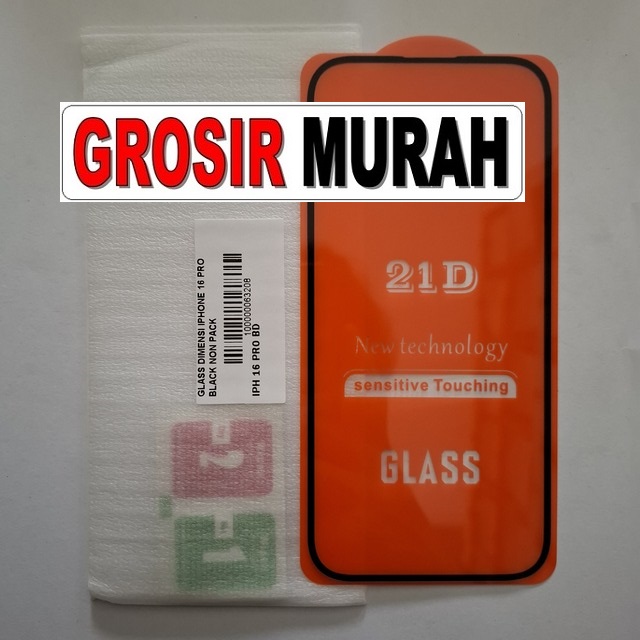 GROSIR MURAH
21D
New technology
sensitive Touching
GLASS
GLASS DIMENSI IPHONE 16 PRO
BLACK NON PACK
100000063208
IPH 16 PRO BD
2
1